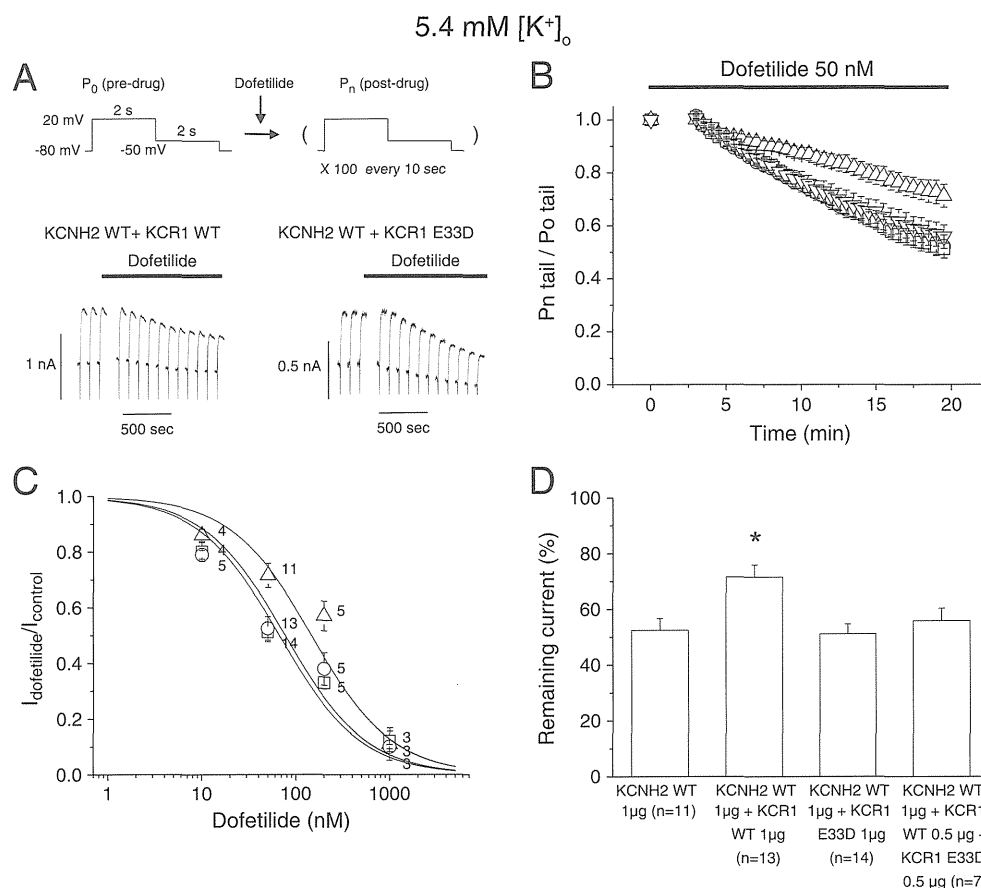 5.4 mM [K+]o
A
P0 (pre-drug)
Dofetilide
Pn (post-drug)
2 s
20 mV
2 s
-80 mV
-50 mV
( )
X 100 every 10 sec
KCNH2 WT+ KCR1 WT
KCNH2 WT + KCR1 E33D
Dofetilide
Dofetilide
1 nA
0.5 nA
500 sec
500 sec
B
Dofetilide 50 nM
1.0
0.8
0.6
0.4
0.2
0.0
Pn tail / Po tail
0 5 10 15 20
Time (min)
C
1.0
0.8
0.6
0.4
0.2
0.0
Idofetilide/Icontrol
4
4
5
11
13
14
5
5
5
3
3
3
1 10 100 1000
Dofetilide (nM)
D
100
80
60
40
20
0
Remaining current (%)
*
KCNH2 WT
1µg (n=11)
KCNH2 WT
1µg + KCR1
WT 1µg
(n=13)
KCNH2 WT
1µg + KCR1
E33D 1µg
(n=14)
KCNH2 WT
1µg + KCR1
WT 0.5 µg +
KCR1 E33D
0.5 µg (n=7